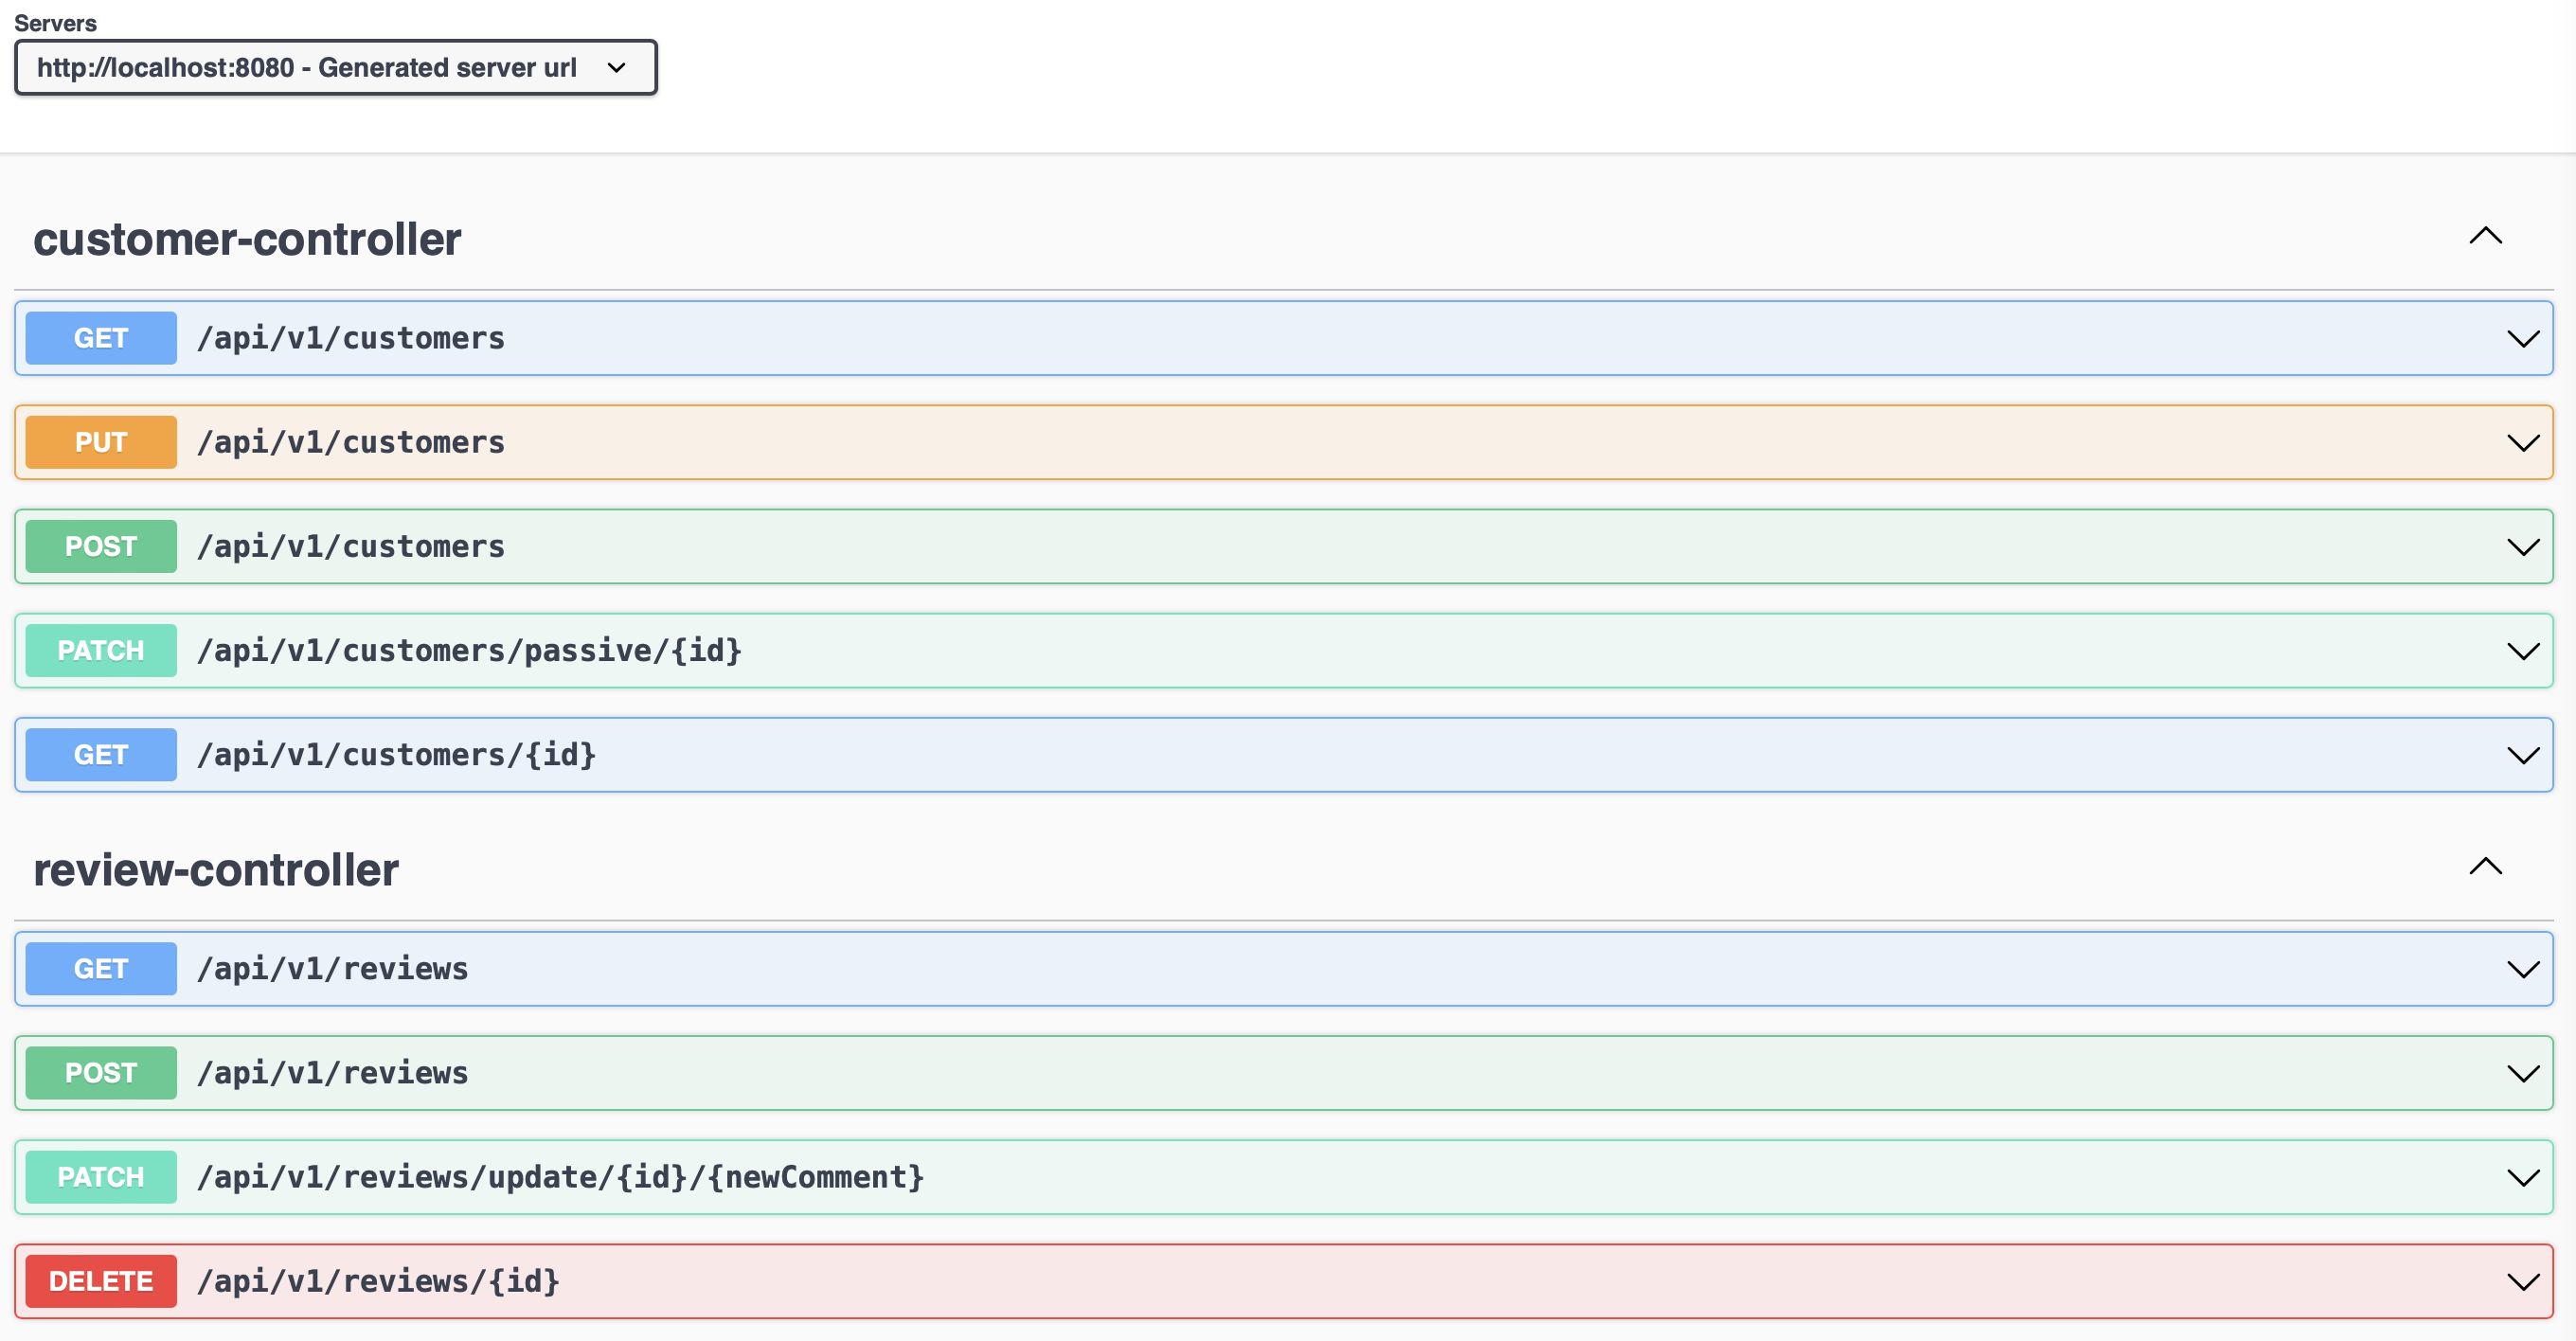 Servers
http://localhost:8080 - Generated server url
customer-controller
GET /api/v1/customers
PUT /api/v1/customers
POST /api/v1/customers
PATCH /api/v1/customers/passive/{id}
GET /api/v1/customers/{id}
review-controller
GET /api/v1/reviews
POST /api/v1/reviews
PATCH /api/v1/reviews/update/{id}/{newComment}
DELETE /api/v1/reviews/{id}